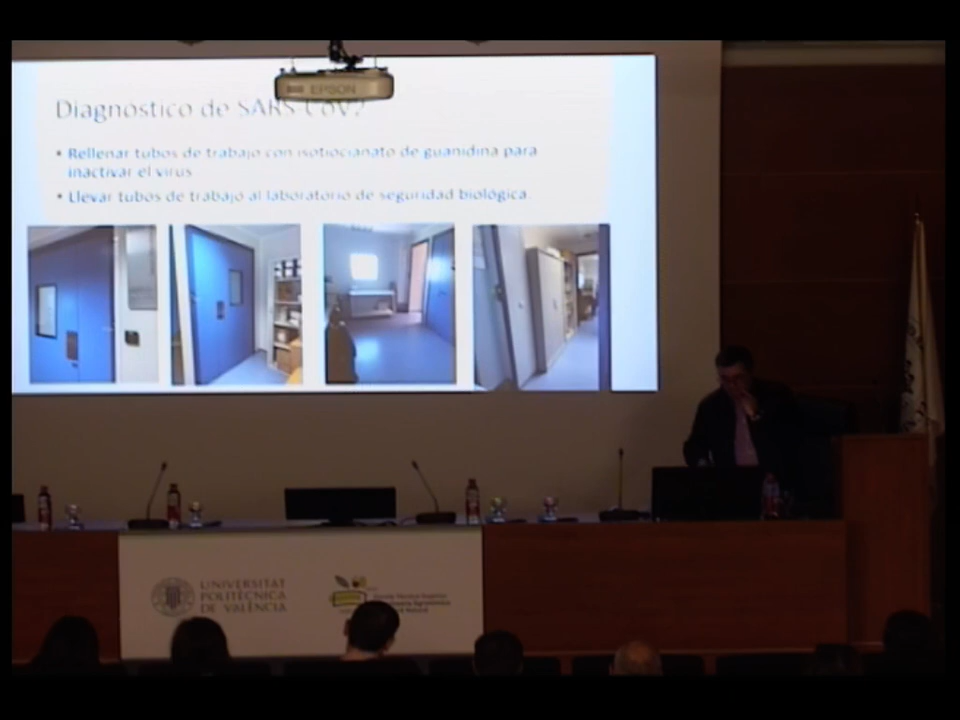 EPSON
Diagnóstico de SARS-CoV2
• Rellenar tubos de trabajo con isotiocianato de guanidina para
inactivar el virus
• Llevar tubos de trabajo al laboratorio de seguridad biológica
UNIVERSITAT
POLITÈCNICA
DE VALÈNCIA